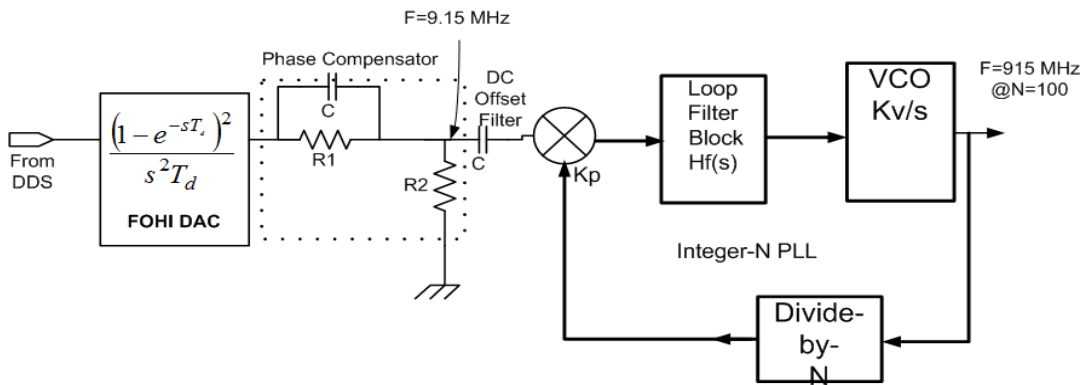 F=9.15 MHz
Phase Compensator
C
R1
R2
DC
Offset
Filter
C
From
DDS
(1-e^{-sT_s})^2
s^2T_d
FOHI DAC
Kp
Loop
Filter
Block
Hf(s)
VCO
Kv/s
F=915 MHz
@N=100
Integer-N PLL
Divide-
by-
N